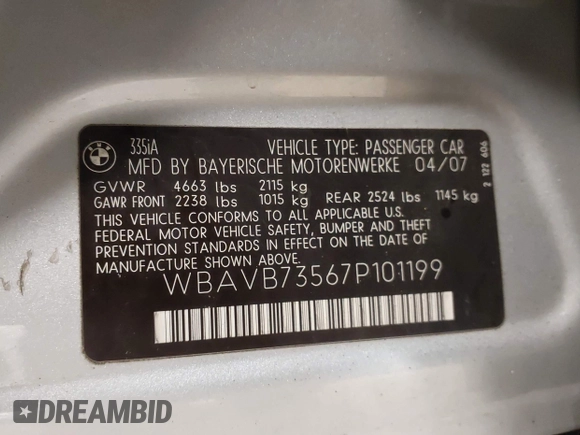 BMW
335iA
VEHICLE TYPE: PASSENGER CAR
MFD BY BAYERISCHE MOTORENWERKE 04/07
GVWR 4663 lbs 2115 kg
GAWR FRONT 2238 lbs 1015 kg REAR 2524 lbs 1145 kg
THIS VEHICLE CONFORMS TO ALL APPLICABLE U.S.
FEDERAL MOTOR VEHICLE SAFETY, BUMPER AND THEFT
PREVENTION STANDARDS IN EFFECT ON THE DATE OF
MANUFACTURE SHOWN ABOVE.
WBAVB73567P101199
2 122 606
DREAMBID